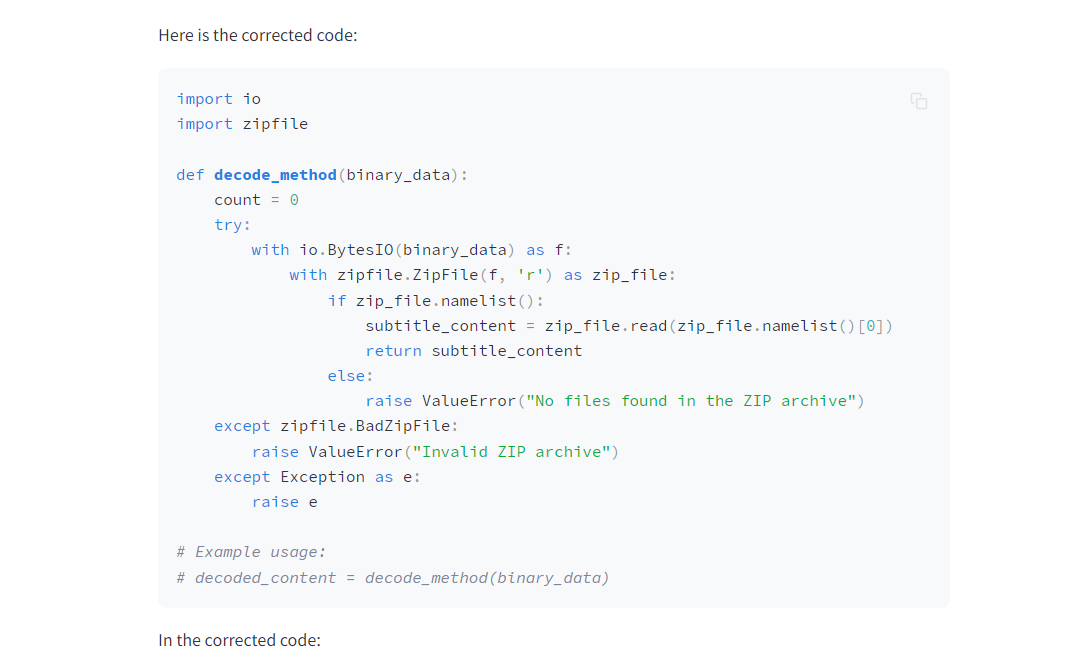 Here is the corrected code:
import io
import zipfile
def decode_method(binary_data):
    count = 0
    try:
        with io.BytesIO(binary_data) as f:
            with zipfile.ZipFile(f, 'r') as zip_file:
                if zip_file.namelist():
                    subtitle_content = zip_file.read(zip_file.namelist()[0])
                    return subtitle_content
                else:
                    raise ValueError("No files found in the ZIP archive")
    except zipfile.BadZipFile:
        raise ValueError("Invalid ZIP archive")
    except Exception as e:
        raise e
# Example usage:
# decoded_content = decode_method(binary_data)
In the corrected code: